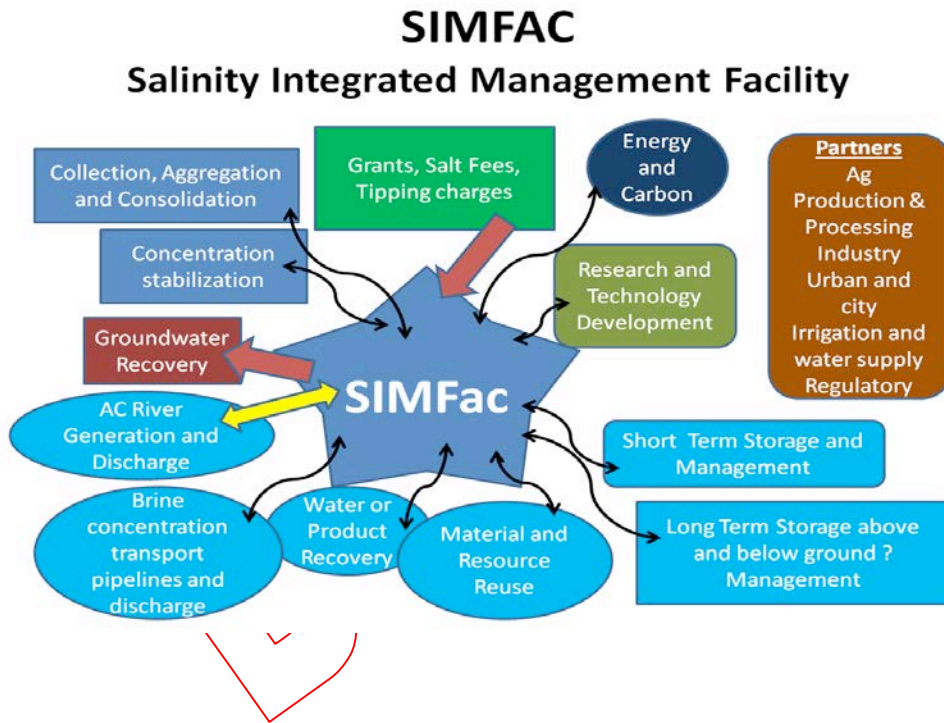 SIMFAC
Salinity Integrated Management Facility
Collection, Aggregation
and Consolidation
Grants, Salt Fees,
Tipping charges
Energy
and
Carbon
Partners
Ag
Production &
Processing
Industry
Urban and
city
Irrigation and
water supply
Regulatory
Concentration
stabilization
Research and
Technology
Development
Groundwater
Recovery
SIMFac
AC River
Generation and
Discharge
Short Term Storage and
Management
Brine
concentration
transport
pipelines and
discharge
Water or
Product
Recovery
Material and
Resource
Reuse
Long Term Storage above
and below ground ?
Management